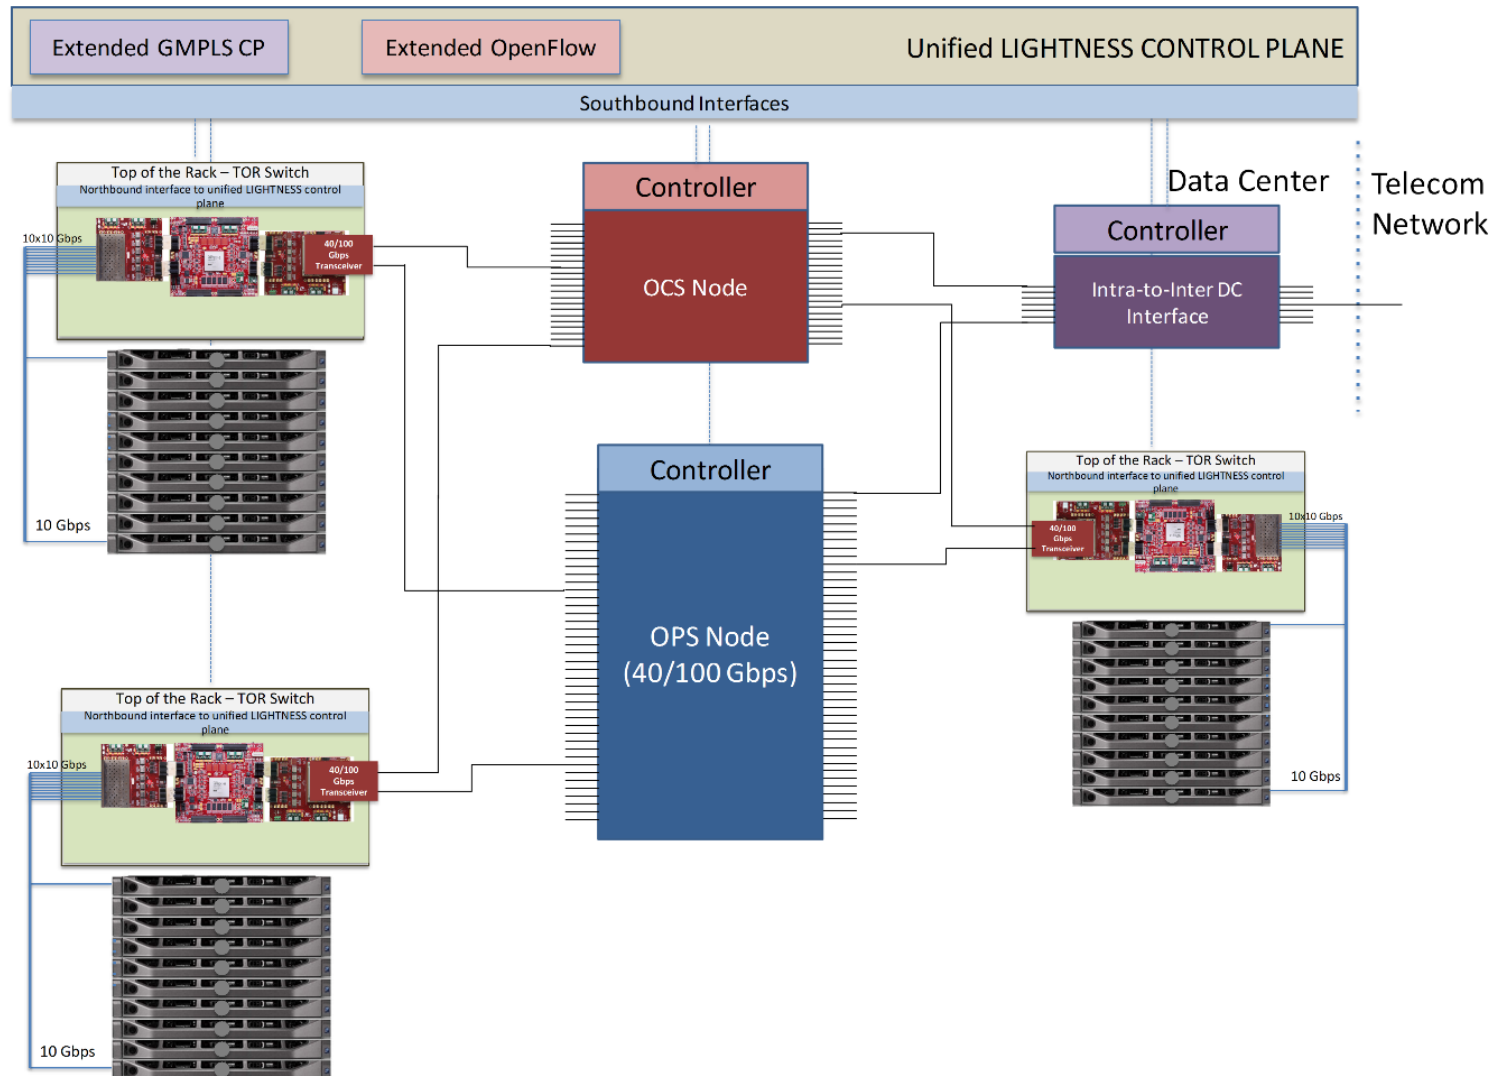 Extended GMPLS CP
Extended OpenFlow
Unified LIGHTNESS CONTROL PLANE
Southbound Interfaces
Top of the Rack – TOR Switch
Northbound interface to unified LIGHTNESS control
plane
10x10 Gbps
40/100
Gbps
Transceiver
10 Gbps
Controller
OCS Node
Data Center
Telecom
Network
Controller
Intra-to-Inter DC
Interface
Controller
OPS Node
(40/100 Gbps)
Top of the Rack – TOR Switch
Northbound interface to unified LIGHTNESS control
plane
40/100
Gbps
Transceiver
10x10 Gbps
10 Gbps
Top of the Rack – TOR Switch
Northbound interface to unified LIGHTNESS control
plane
10x10 Gbps
40/100
Gbps
Transceiver
10 Gbps